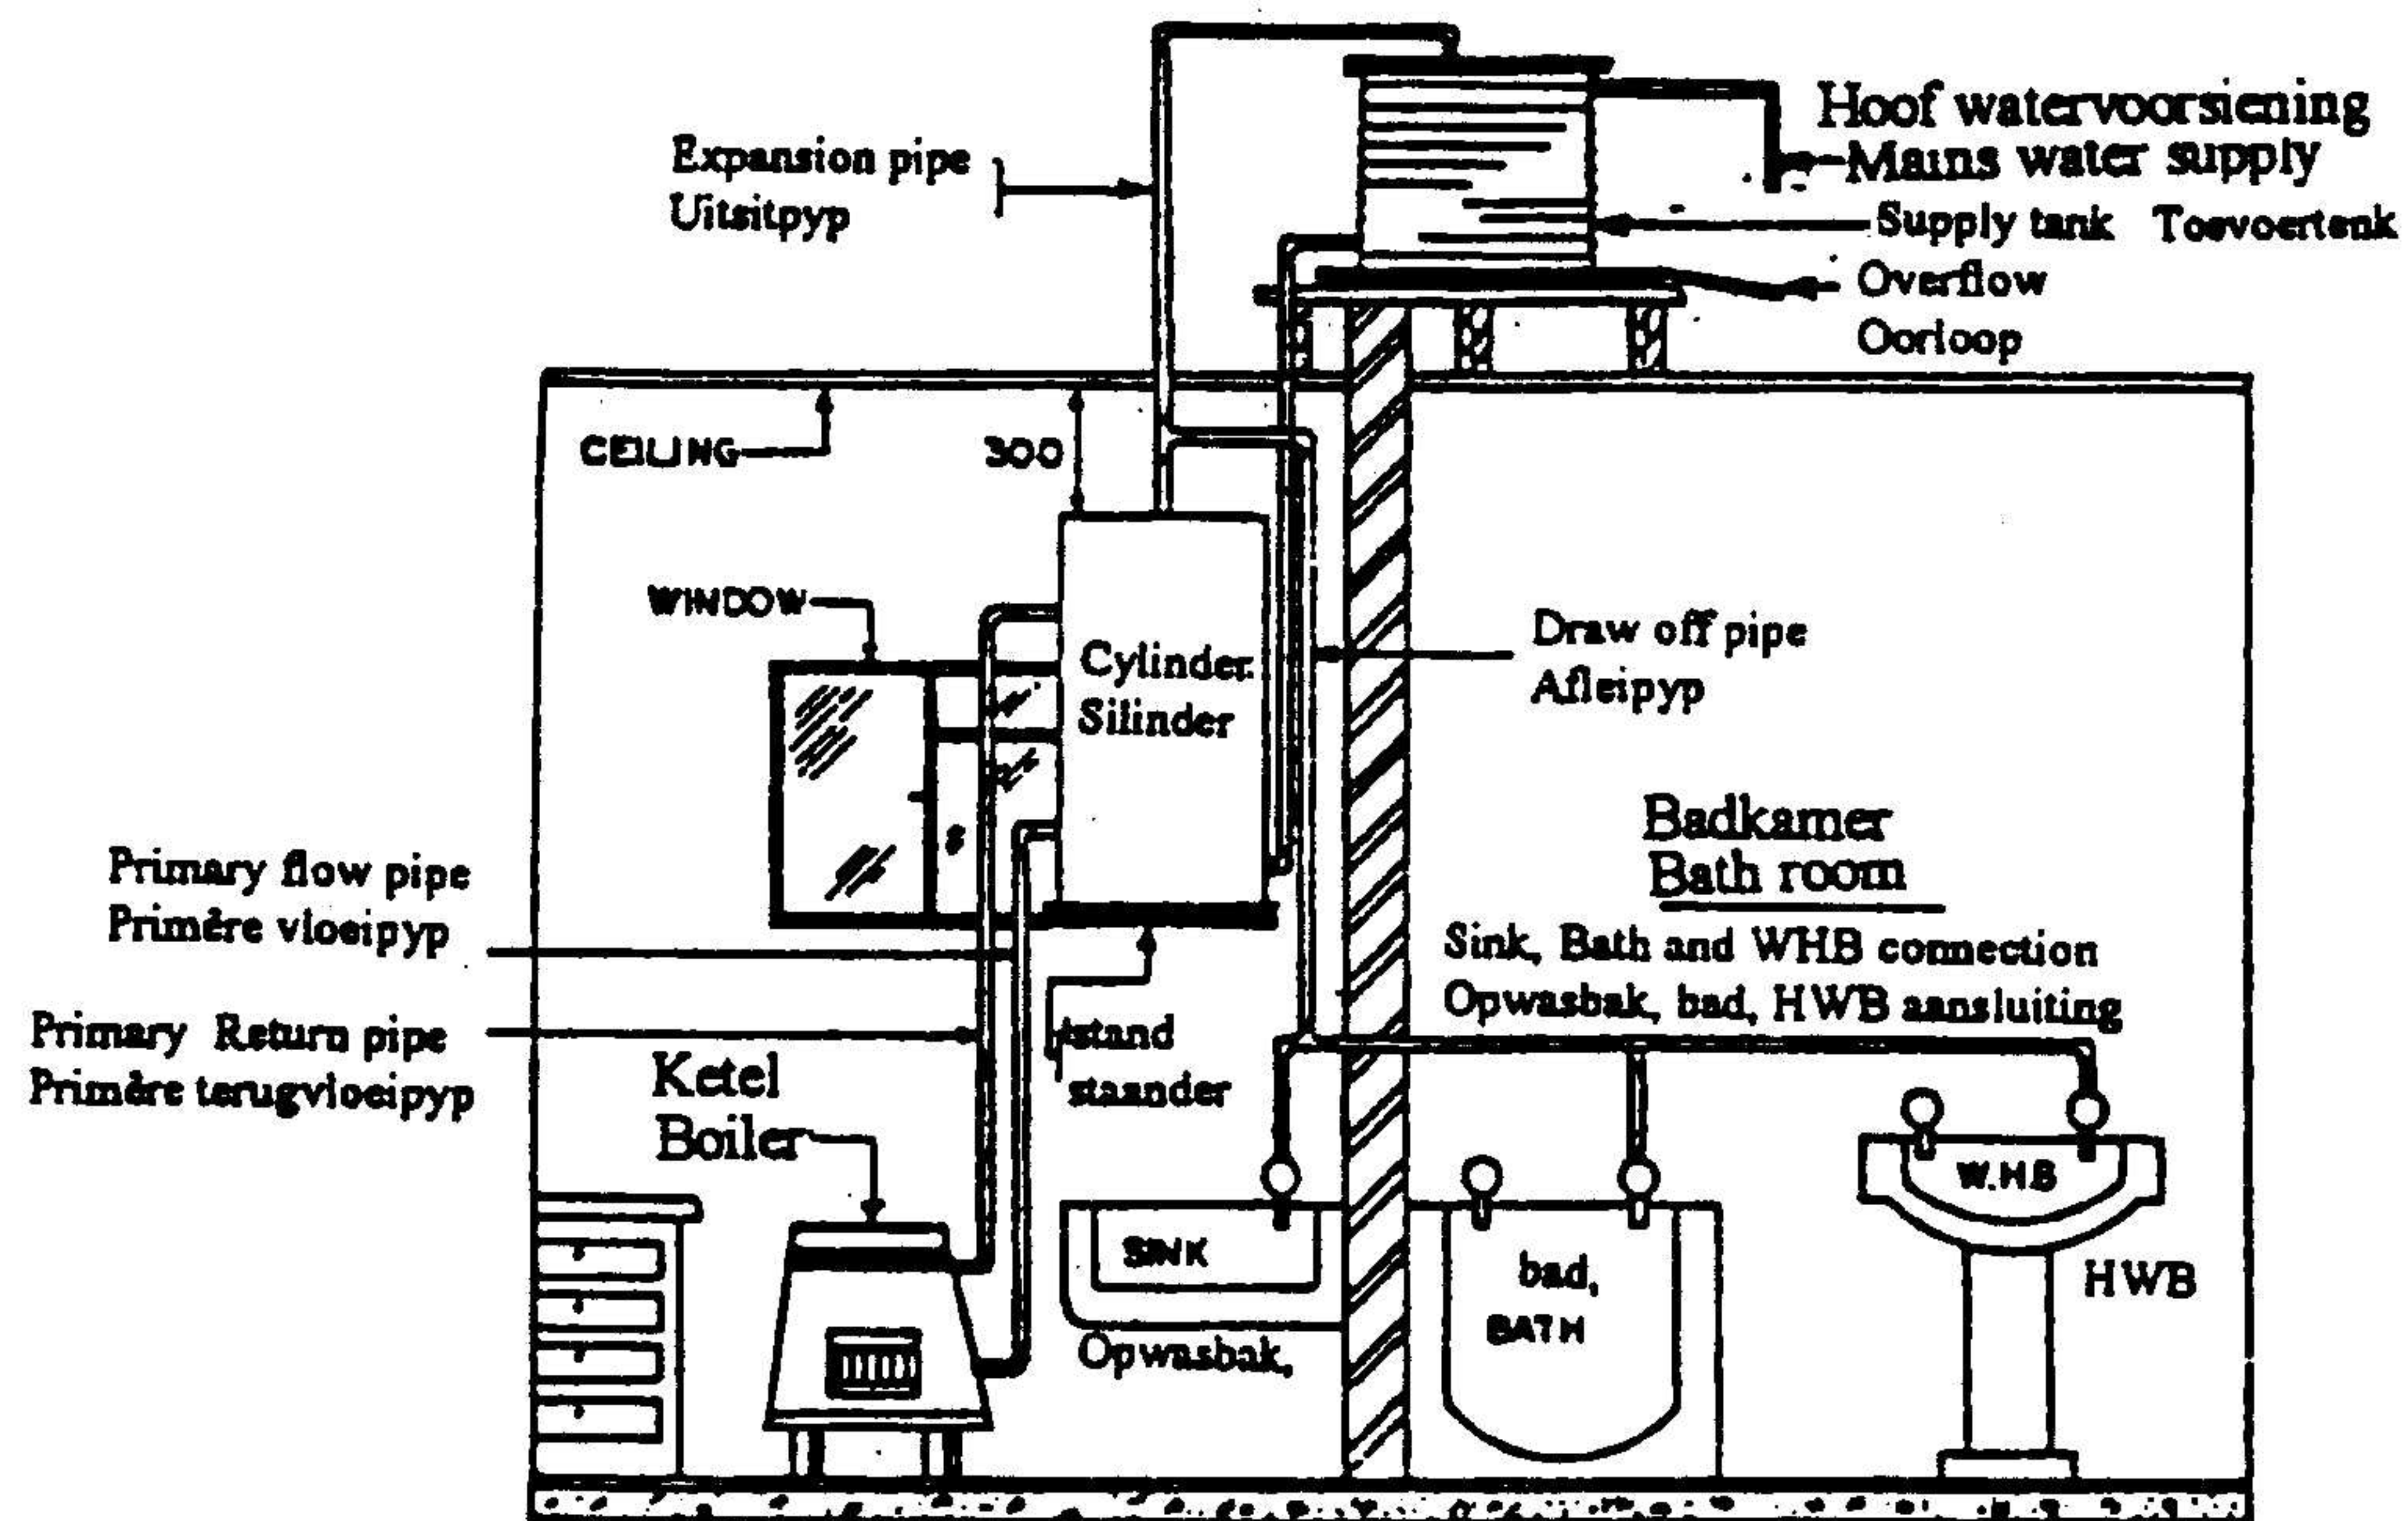 Hoof watervoorsiening
Mains water supply
Expansion pipe
Uitsitpyp
Supply tank Toevoertenk
Overflow
Oorloop
CEILING
300
WINDOW
Cylinder
Silinder
Draw off pipe
Afleipyp
Badkamer
Bath room
Primary flow pipe
Primêre vloeipyp
Sink, Bath and WHB connection
Opwasbak, bad, HWB aansluiting
Primary Return pipe
Primêre terugvloeipyp
stand
staander
Ketel
Boiler
W.H.B
SINK
bad,
BATH
HWB
Opwasbak,